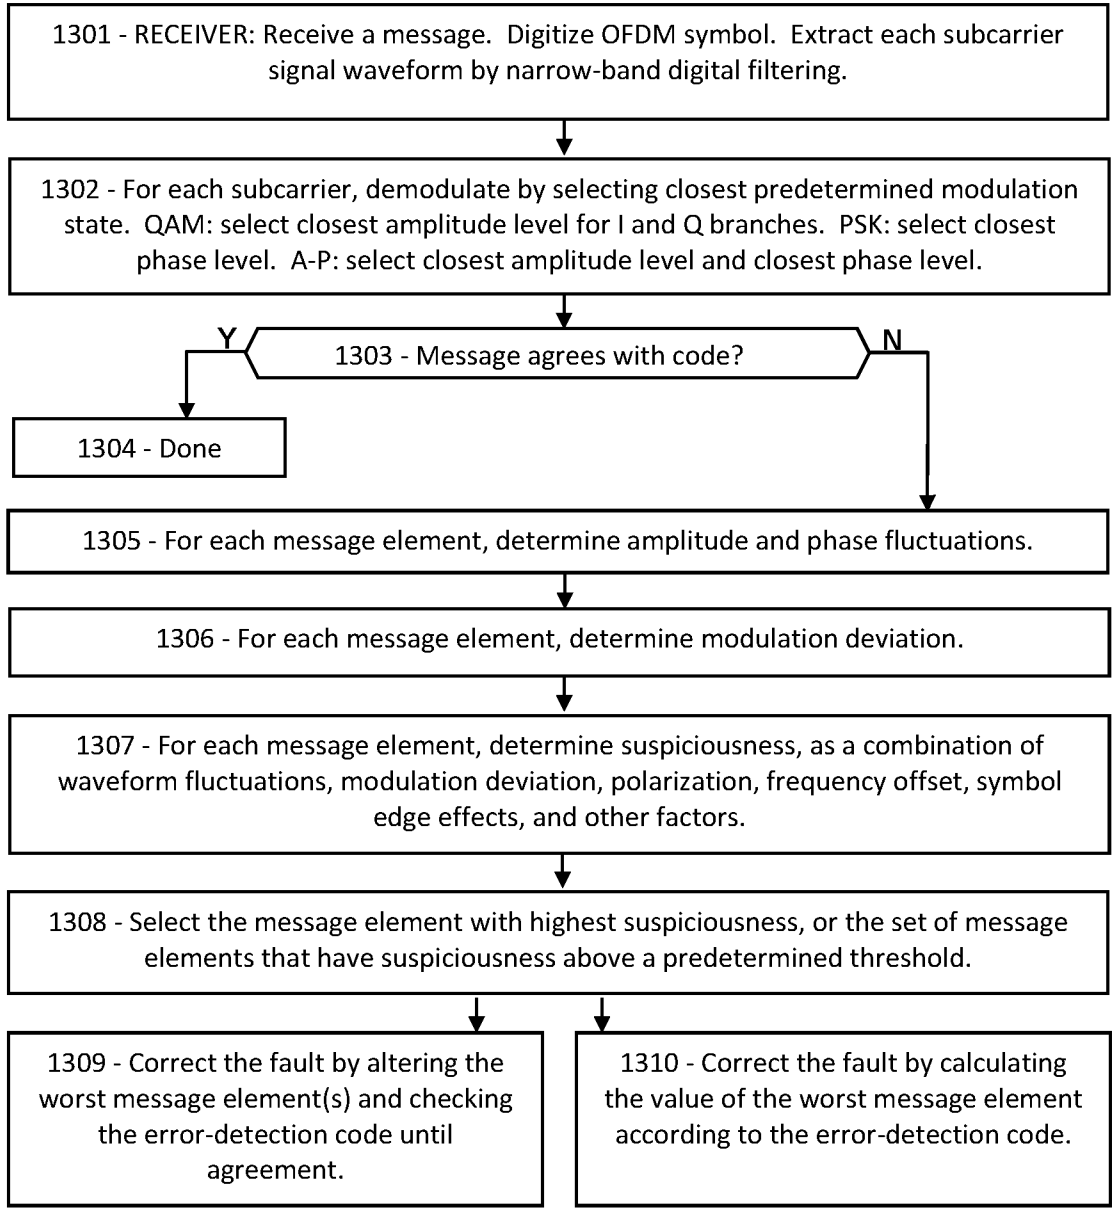 1301 - RECEIVER: Receive a message. Digitize OFDM symbol. Extract each subcarrier
signal waveform by narrow-band digital filtering.
1302 - For each subcarrier, demodulate by selecting closest predetermined modulation
state. QAM: select closest amplitude level for I and Q branches. PSK: select closest
phase level. A-P: select closest amplitude level and closest phase level.
Y
N
1303 - Message agrees with code?
1304 - Done
1305 - For each message element, determine amplitude and phase fluctuations.
1306 - For each message element, determine modulation deviation.
1307 - For each message element, determine suspiciousness, as a combination of
waveform fluctuations, modulation deviation, polarization, frequency offset, symbol
edge effects, and other factors.
1308 - Select the message element with highest suspiciousness, or the set of message
elements that have suspiciousness above a predetermined threshold.
1309 - Correct the fault by altering the
worst message element(s) and checking
the error-detection code until
agreement.
1310 - Correct the fault by calculating
the value of the worst message element
according to the error-detection code.